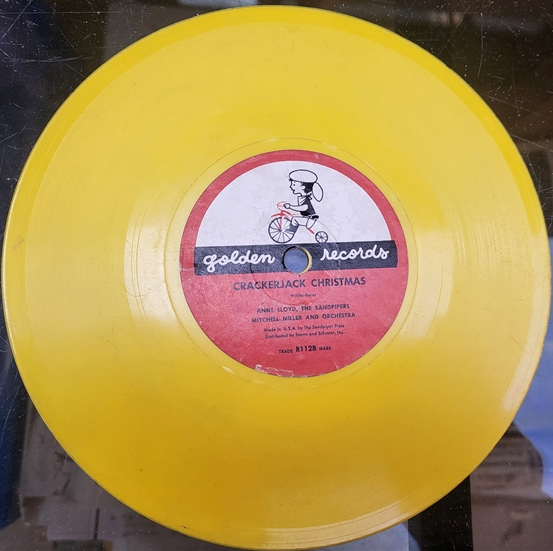 golden records
CRACKERJACK CHRISTMAS
ANNE LLOYD, THE SANDPIPERS
MITCHELL MILLER AND ORCHESTRA
Made in U.S.A. by The Sandpiper Press
Distributed by Simon and Schuster, Inc.
TRADE R112B MARK